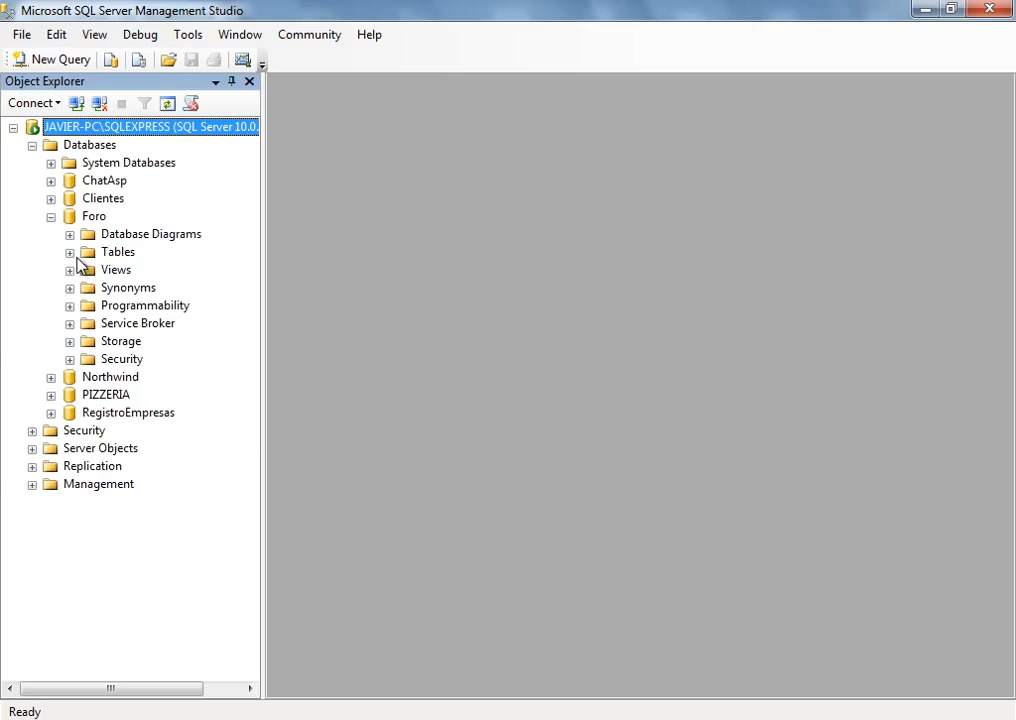 Microsoft SQL Server Management Studio
File Edit View Debug Tools Window Community Help
New Query
Object Explorer
Connect
JAVIER-PC\SQLEXPRESS (SQL Server 10.0.
Databases
System Databases
ChatAsp
Clientes
Foro
Database Diagrams
Tables
Views
Synonyms
Programmability
Service Broker
Storage
Security
Northwind
PIZZERIA
RegistroEmpresas
Security
Server Objects
Replication
Management
Ready